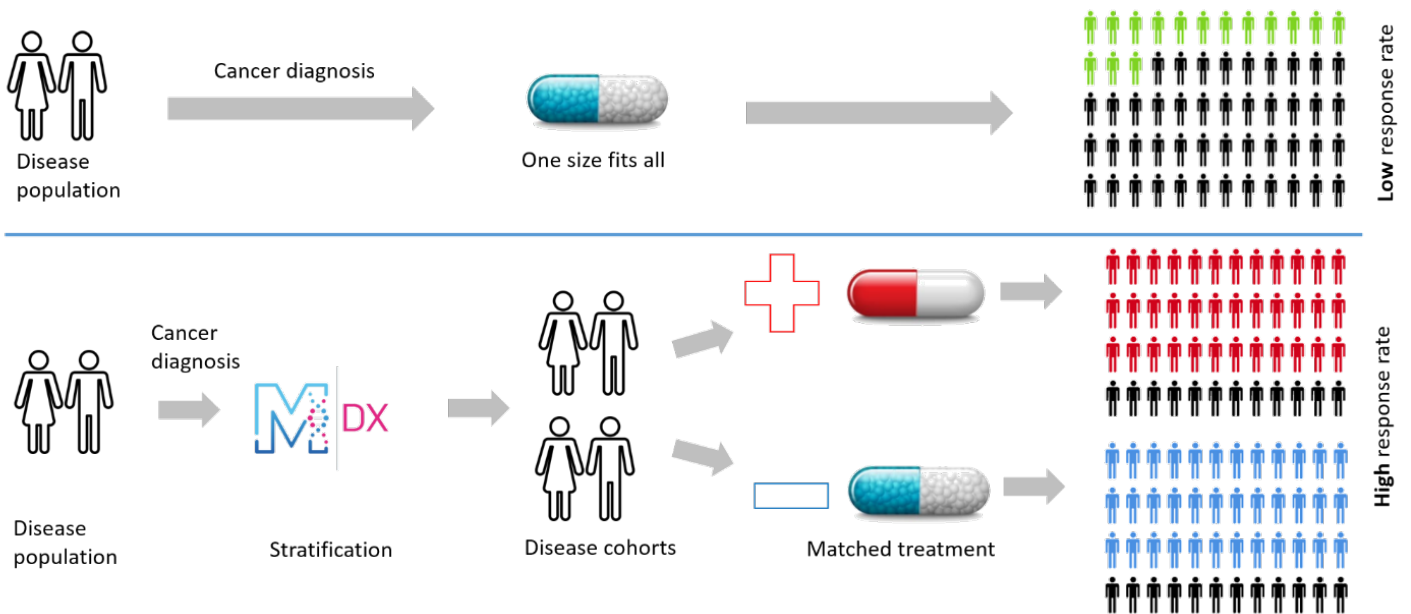 Cancer diagnosis
Disease
population
One size fits all
Low response rate
Cancer
diagnosis
M DX
Disease
population
Stratification
Disease cohorts
Matched treatment
High response rate